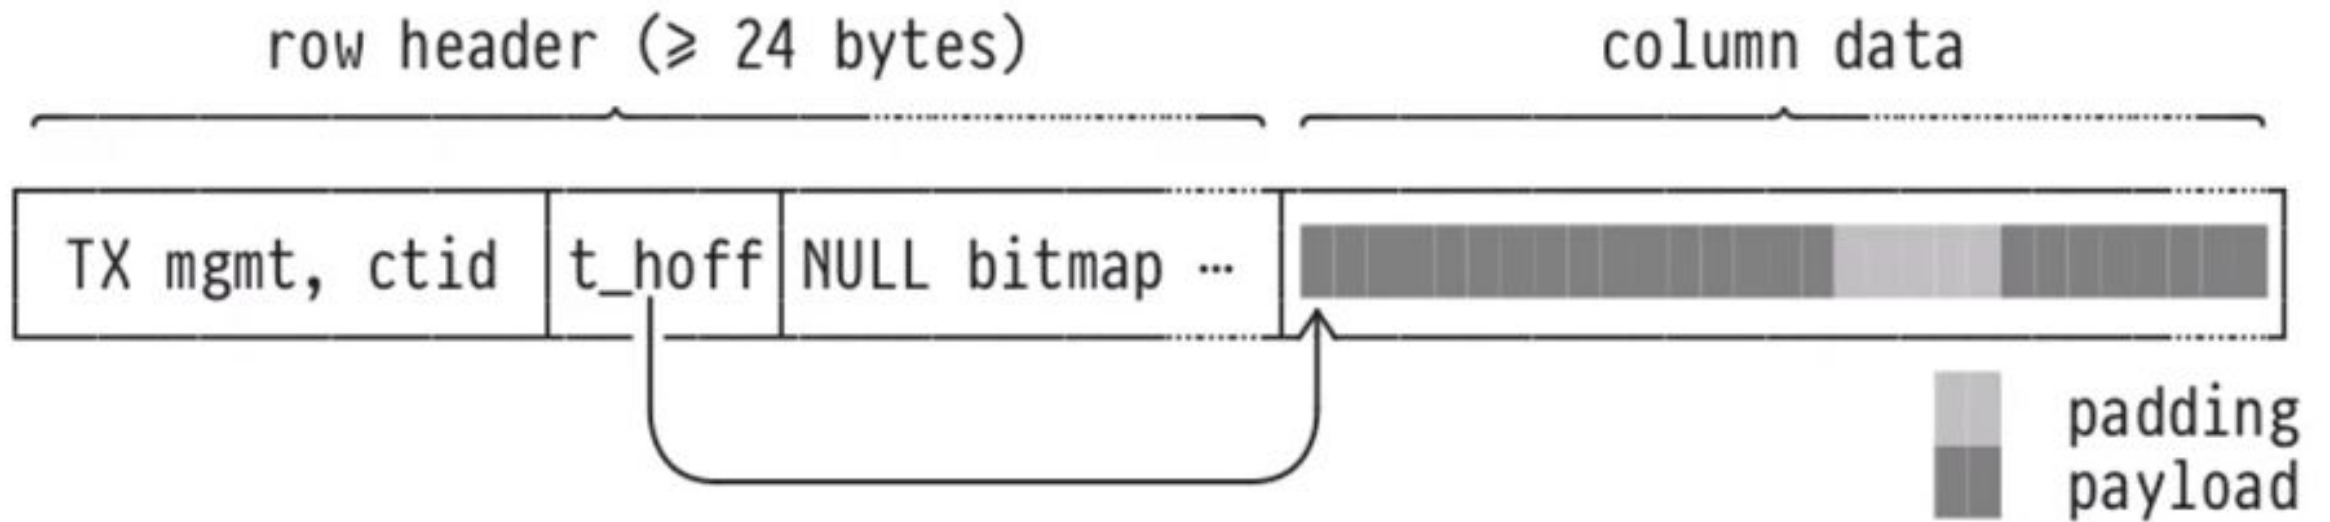 row header (⩾ 24 bytes) column data
TX mgmt, ctid t_hoff NULL bitmap ⋯
padding
payload